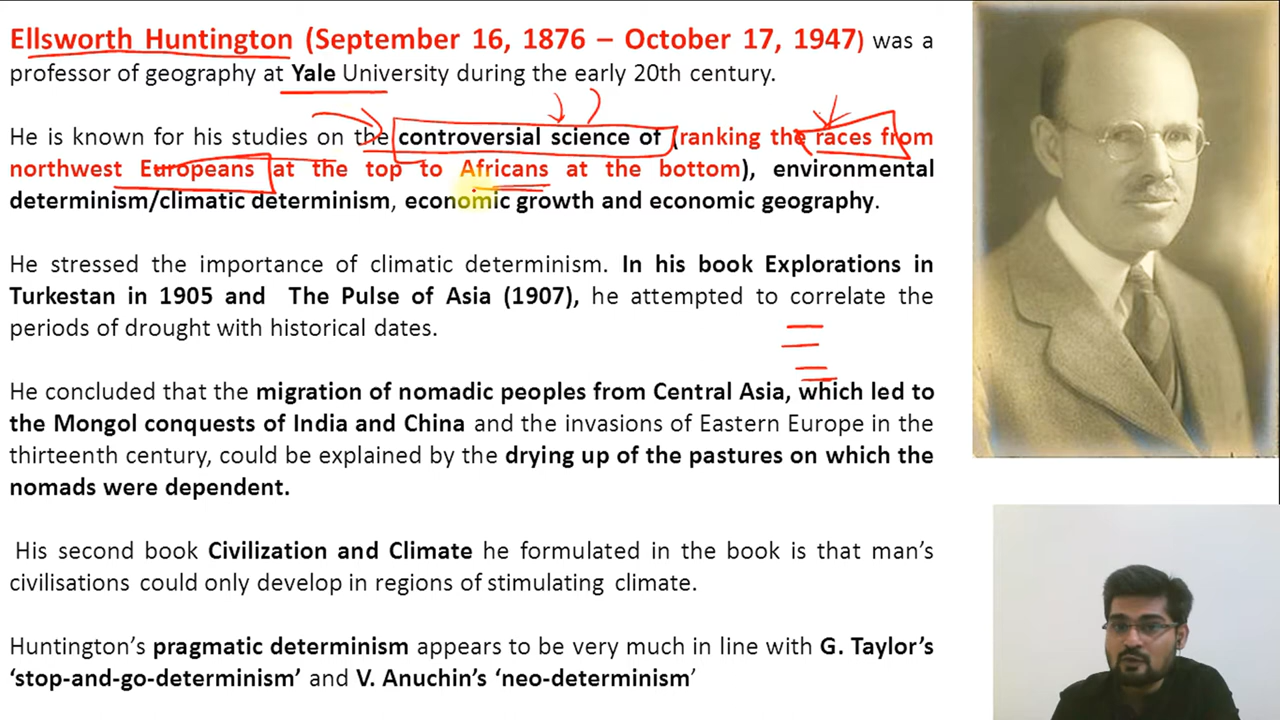 Ellsworth Huntington (September 16, 1876 – October 17, 1947) was a
professor of geography at Yale University during the early 20th century.
He is known for his studies on the controversial science of (ranking the races from
northwest Europeans at the top to Africans at the bottom), environmental
determinism/climatic determinism, economic growth and economic geography.
He stressed the importance of climatic determinism. In his book Explorations in
Turkestan in 1905 and The Pulse of Asia (1907), he attempted to correlate the
periods of drought with historical dates.
He concluded that the migration of nomadic peoples from Central Asia, which led to
the Mongol conquests of India and China and the invasions of Eastern Europe in the
thirteenth century, could be explained by the drying up of the pastures on which the
nomads were dependent.
His second book Civilization and Climate he formulated in the book is that man's
civilisations could only develop in regions of stimulating climate.
Huntington's pragmatic determinism appears to be very much in line with G. Taylor's
'stop-and-go-determinism' and V. Anuchin's 'neo-determinism'